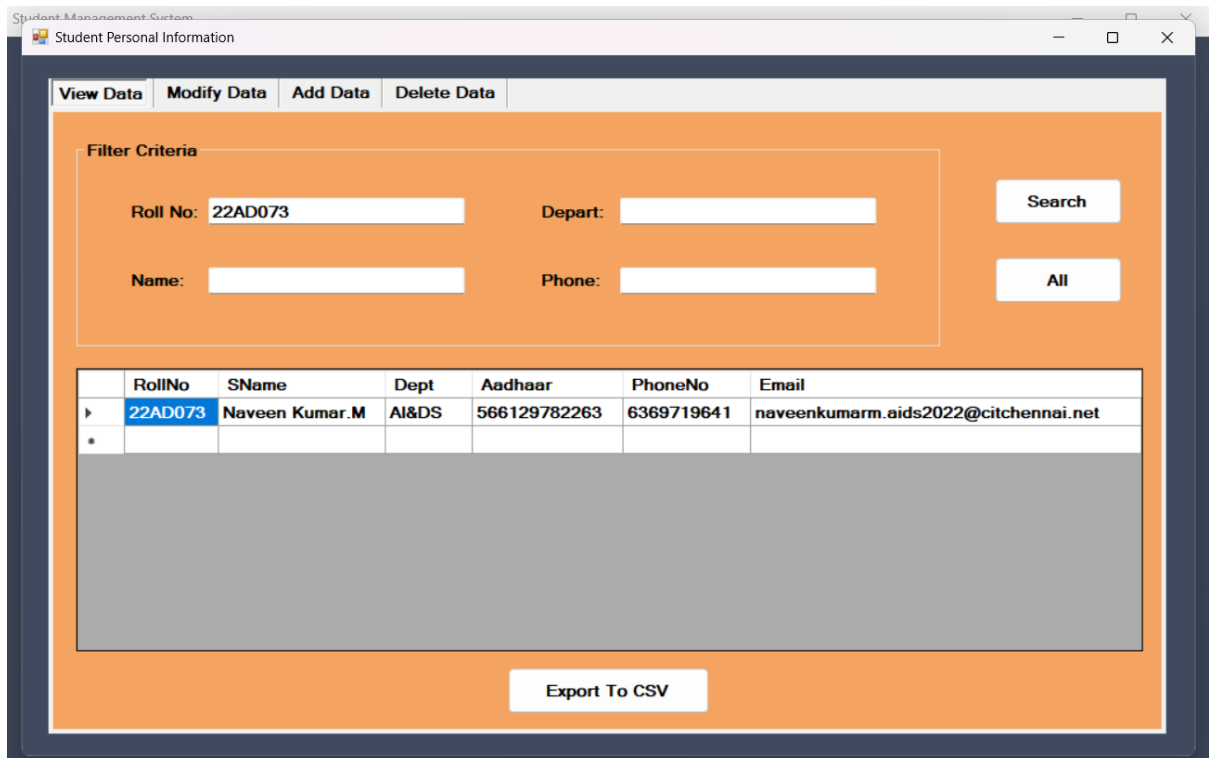 Student Management System
Student Personal Information
View Data Modify Data Add Data Delete Data
Filter Criteria
Roll No: 22AD073 Depart: Search
Name: Phone: All
RollNo SName Dept Aadhaar PhoneNo Email
22AD073 Naveen Kumar.M AI&DS 566129782263 6369719641 naveenkumarm.aids2022@citchennai.net
Export To CSV